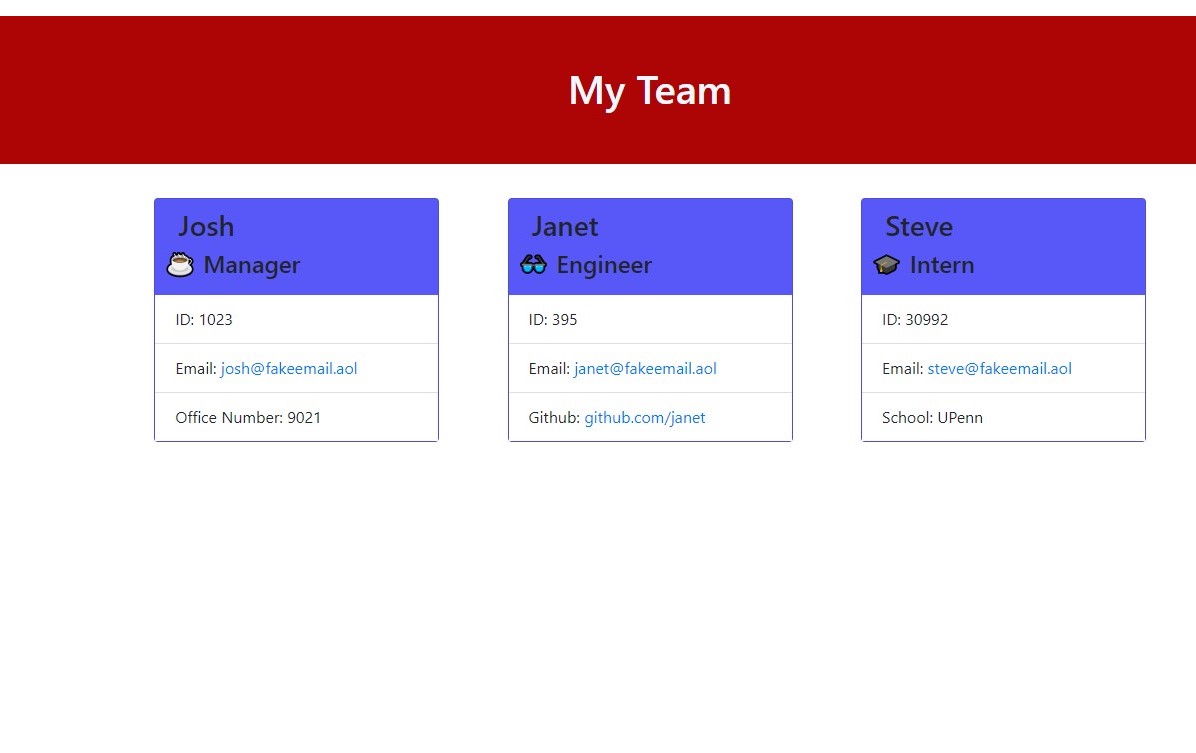 My Team
Josh
Manager
ID: 1023
Email: josh@fakeemail.aol
Office Number: 9021
Janet
Engineer
ID: 395
Email: janet@fakeemail.aol
Github: github.com/janet
Steve
Intern
ID: 30992
Email: steve@fakeemail.aol
School: UPenn